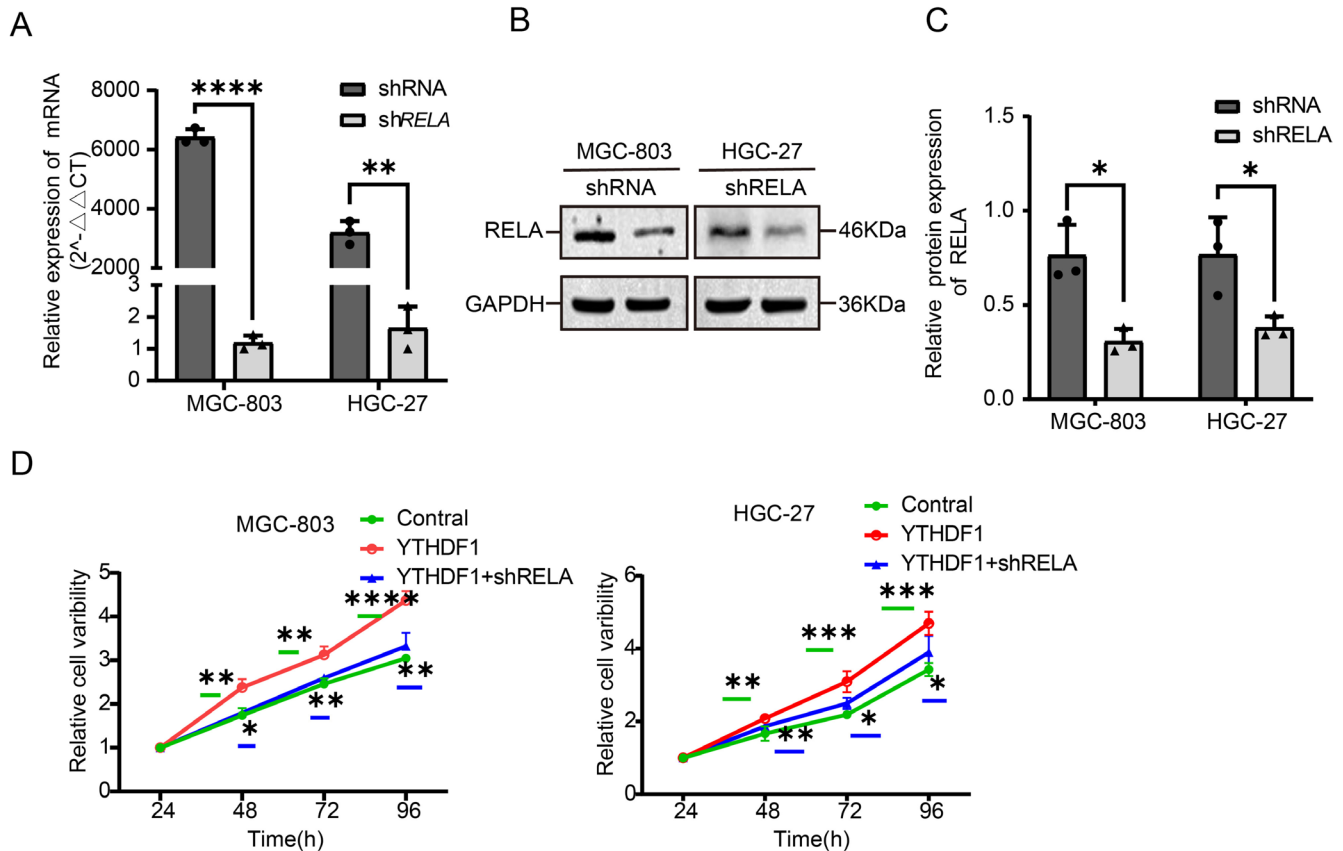 A
Relative expression of mRNA
(2^-△ △CT)
8000
6000
4000
2000
3
2
1
0
****
**
shRNA
shRELA
MGC-803
HGC-27
B
MGC-803
HGC-27
shRNA
shRELA
RELA
46KDa
GAPDH
36KDa
C
Relative protein expression
of RELA
1.5
1.0
0.5
0.0
*
*
shRNA
shRELA
MGC-803
HGC-27
D
MGC-803
Contral
YTHDF1
YTHDF1+shRELA
Relative cell varibility
5
4
3
2
1
0
**
**
****
*
**
**
24
48
72
96
Time(h)
HGC-27
Contral
YTHDF1
YTHDF1+shRELA
Relative cell varibility
6
4
2
0
**
***
***
**
*
*
24
48
72
96
Time(h)